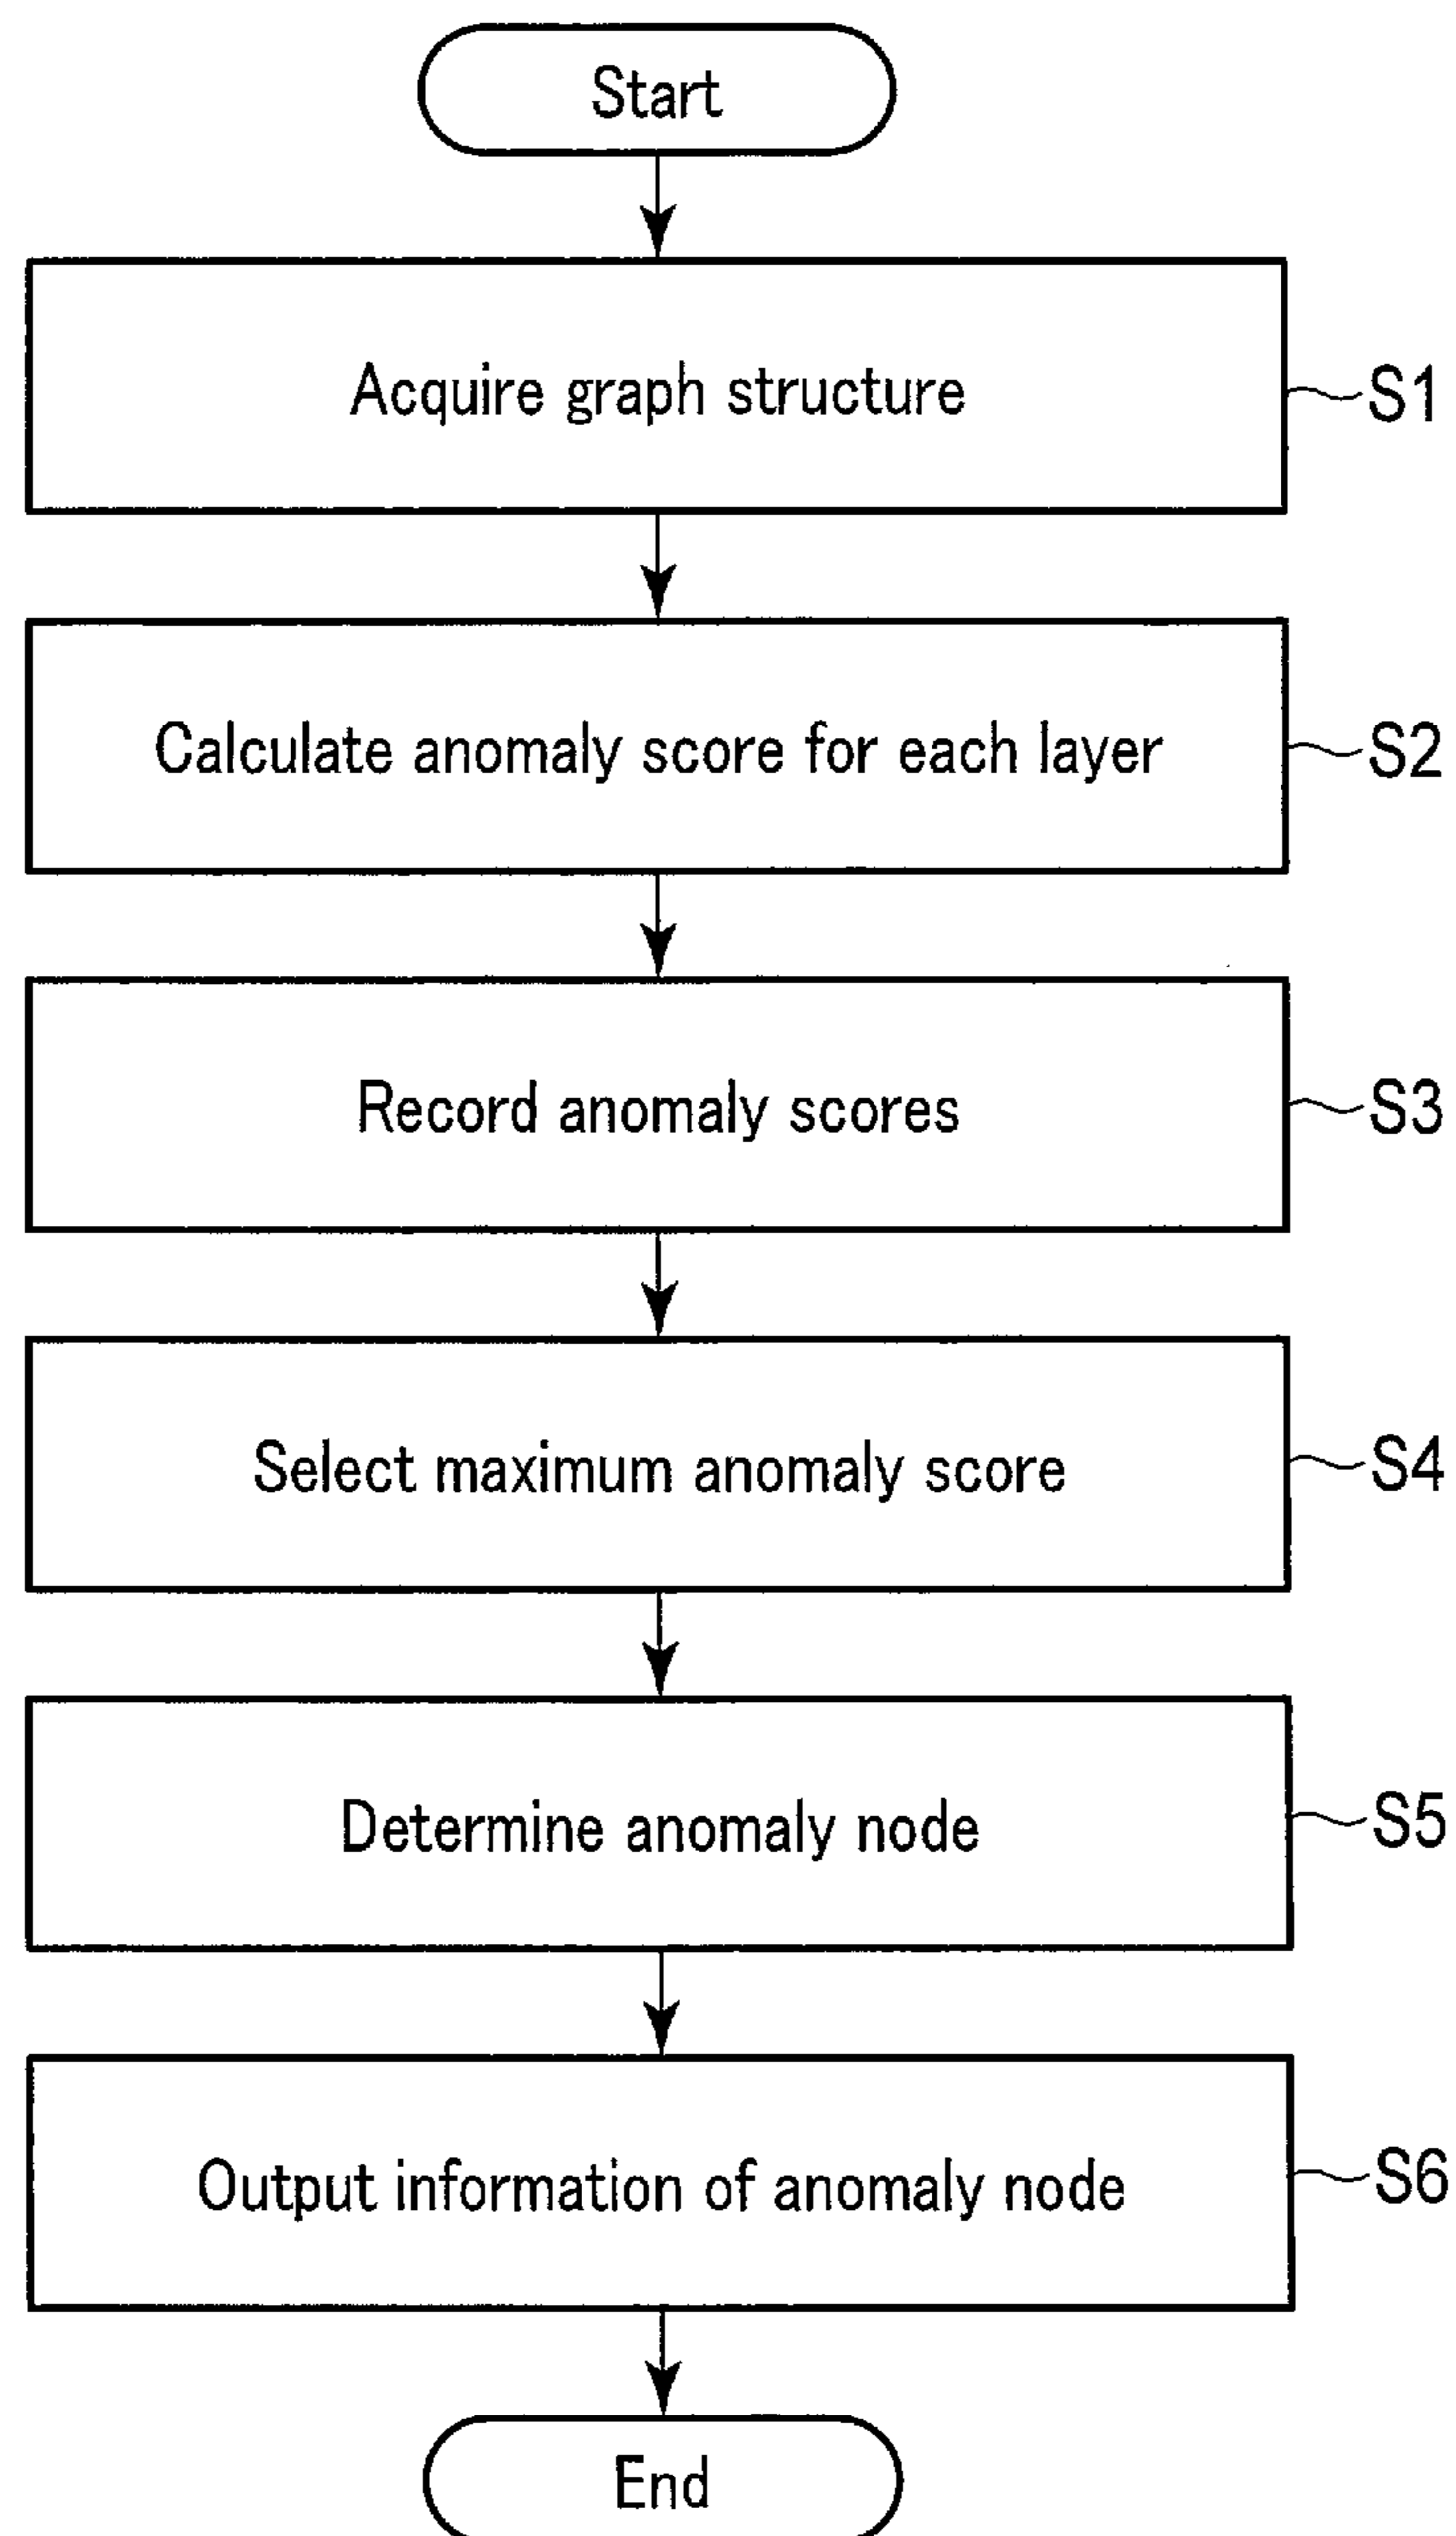 Start
Acquire graph structure
S1
Calculate anomaly score for each layer
S2
Record anomaly scores
S3
Select maximum anomaly score
S4
Determine anomaly node
S5
Output information of anomaly node
S6
End